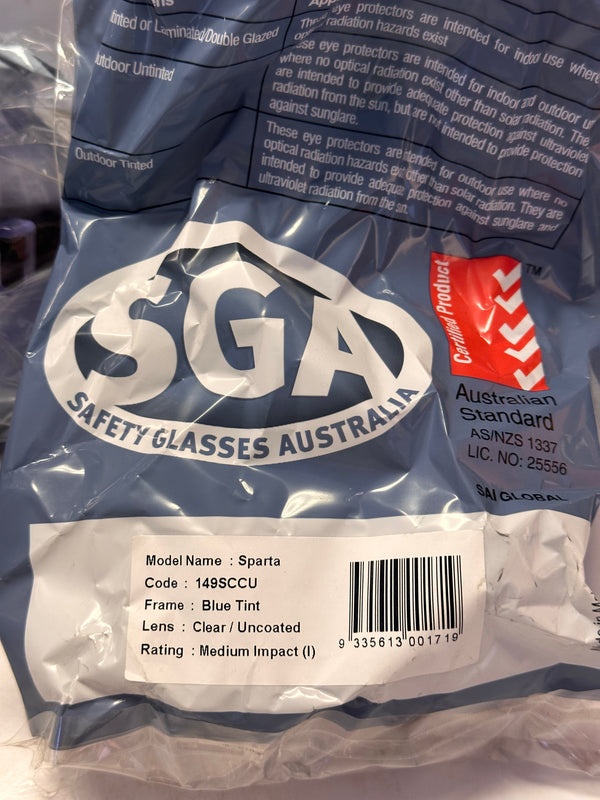 tinted or Laminated/Double Glazed
These eye protectors are intended for indoor use where
radiation hazards exist
Outdoor Untinted
These eye protectors are intended for indoor and outdoor
where no optical radiation exist other than solar radiation. The
are intended to provide adequate protection against ultraviolet
radiation from the sun, but are not intended to provide protection
against sunglare.
Outdoor Tinted
These eye protectors are intended for outdoor use where no
optical radiation hazards exist other than solar radiation. They are
intended to provide adequate protection against sunglare and
ultraviolet radiation from the sun.
SGA
SAFETY GLASSES AUSTRALIA
Certified Product
TM
Australian
Standard
AS/NZS 1337
LIC. NO: 25556
SAI GLOBAL
Model Name : Sparta
Code : 149SCCU
Frame : Blue Tint
Lens : Clear / Uncoated
Rating : Medium Impact (I)
9 335613 001719